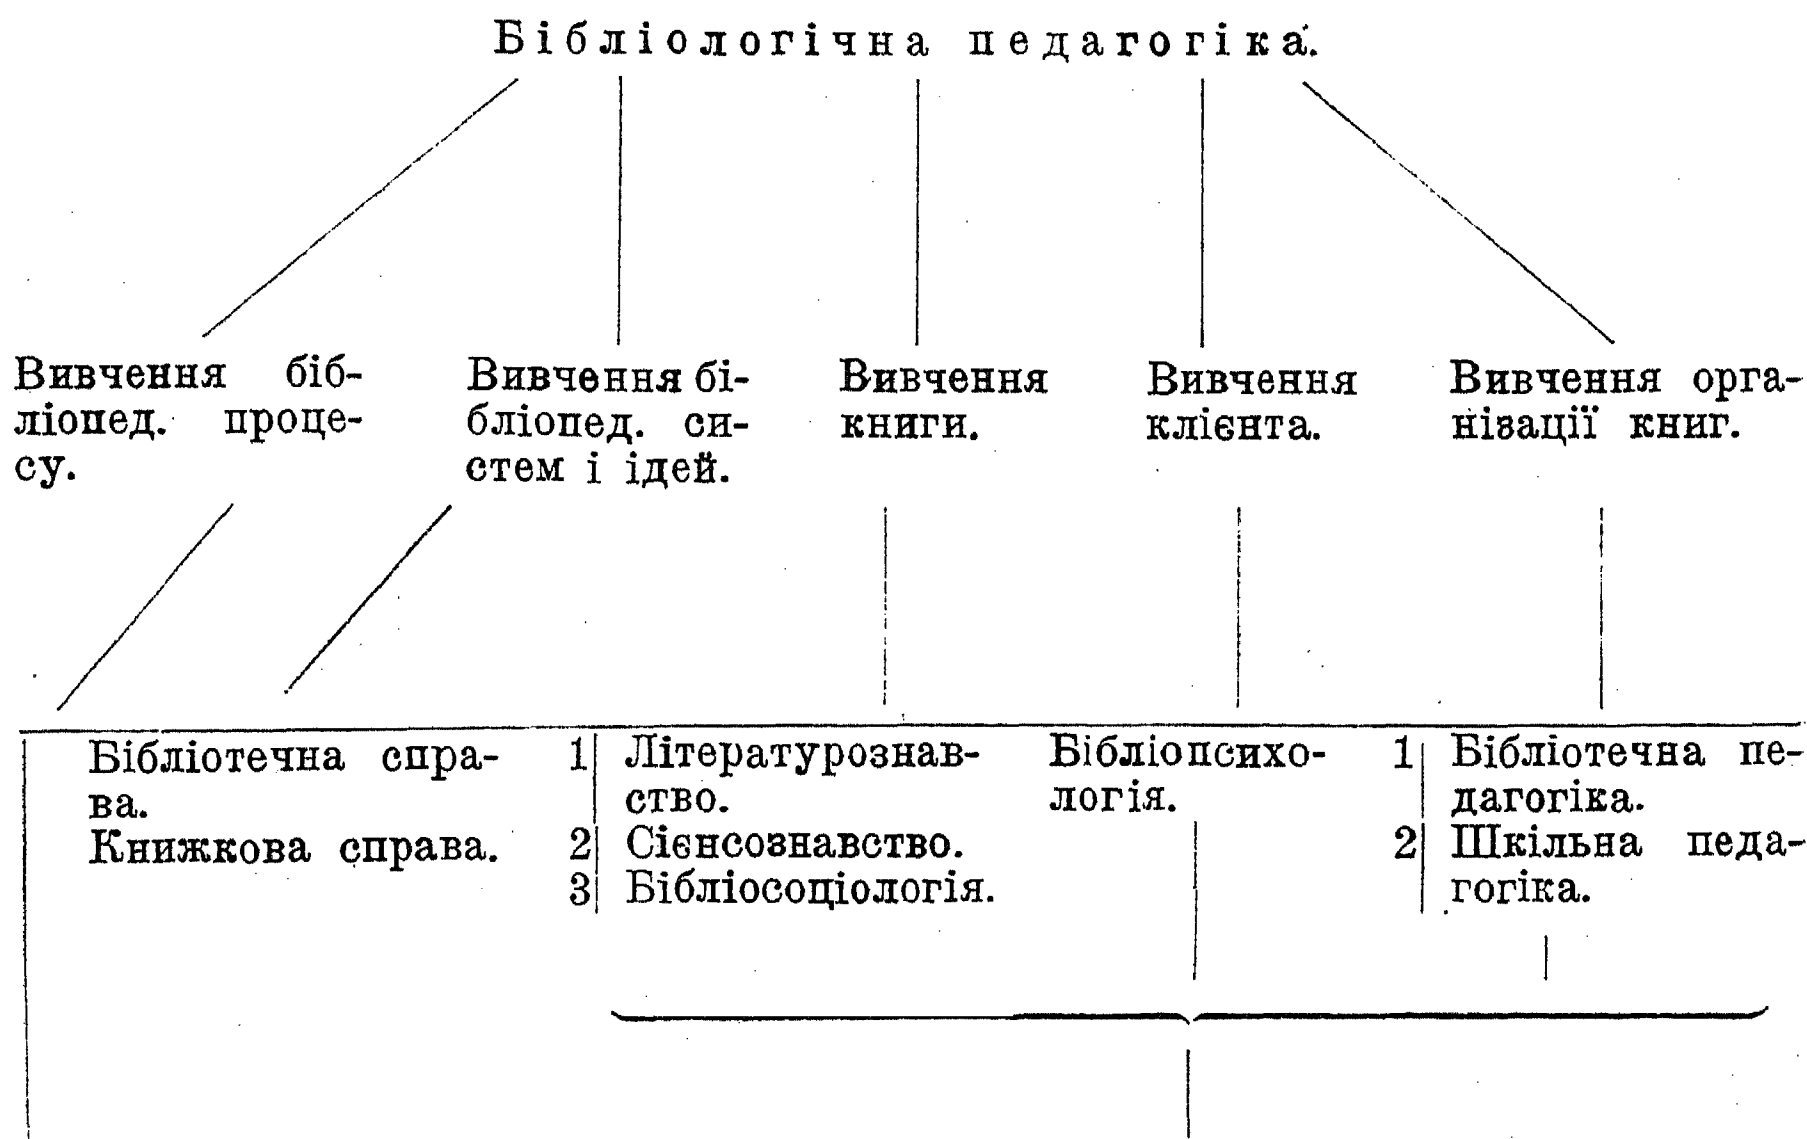 Бібліологічна педагогіка.
Вивчення біб-
ліопед. проце-
су.
Вивчення бі-
бліопед. си-
стем і ідей.
Вивчення
книги.
Вивчення
клієнта.
Вивчення орга-
нізації книг.
Бібліотечна спра-
ва.
Книжкова справа.
1 Літературознав-
ство.
2 Сієнсознавство.
3 Бібліосоціологія.
Бібліопсихо-
логія.
1 Бібліотечна пе-
дагогіка.
2 Шкільна педа-
гогіка.